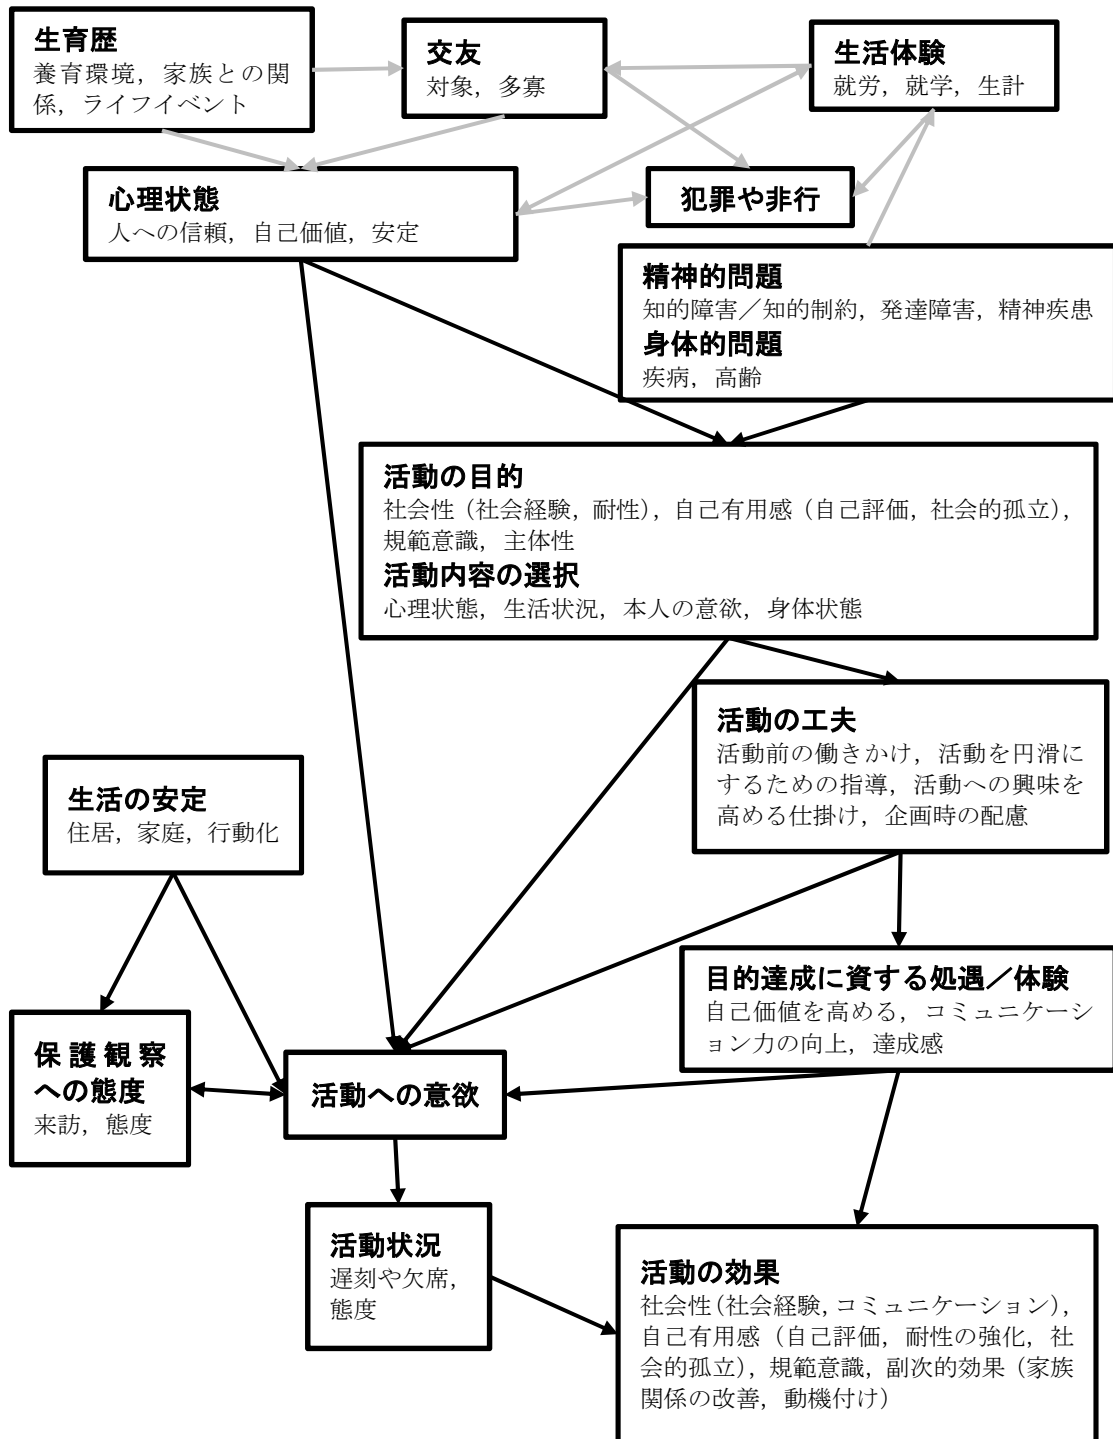 生育歴
養育環境，家族との関
係，ライフイベント
交友
対象，多寡
生活体験
就労，就学，生計
心理状態
人への信頼，自己価値，安定
犯罪や非行
精神的問題
知的障害／知的制約，発達障害，精神疾患
身体的問題
疾病，高齢
活動の目的
社会性（社会経験，耐性），自己有用感（自己評価，社会的孤立），
規範意識，主体性
活動内容の選択
心理状態，生活状況，本人の意欲，身体状態
活動の工夫
活動前の働きかけ，活動を円滑に
するための指導，活動への興味を
高める仕掛け，企画時の配慮
生活の安定
住居，家庭，行動化
目的達成に資する処遇／体験
自己価値を高める，コミュニケーシ
ョン力の向上，達成感
保護観察
への態度
来訪，態度
活動への意欲
活動状況
遅刻や欠席，
態度
活動の効果
社会性（社会経験，コミュニケーション），
自己有用感（自己評価，耐性の強化，社
会的孤立），規範意識，副次的効果（家族
関係の改善，動機付け）